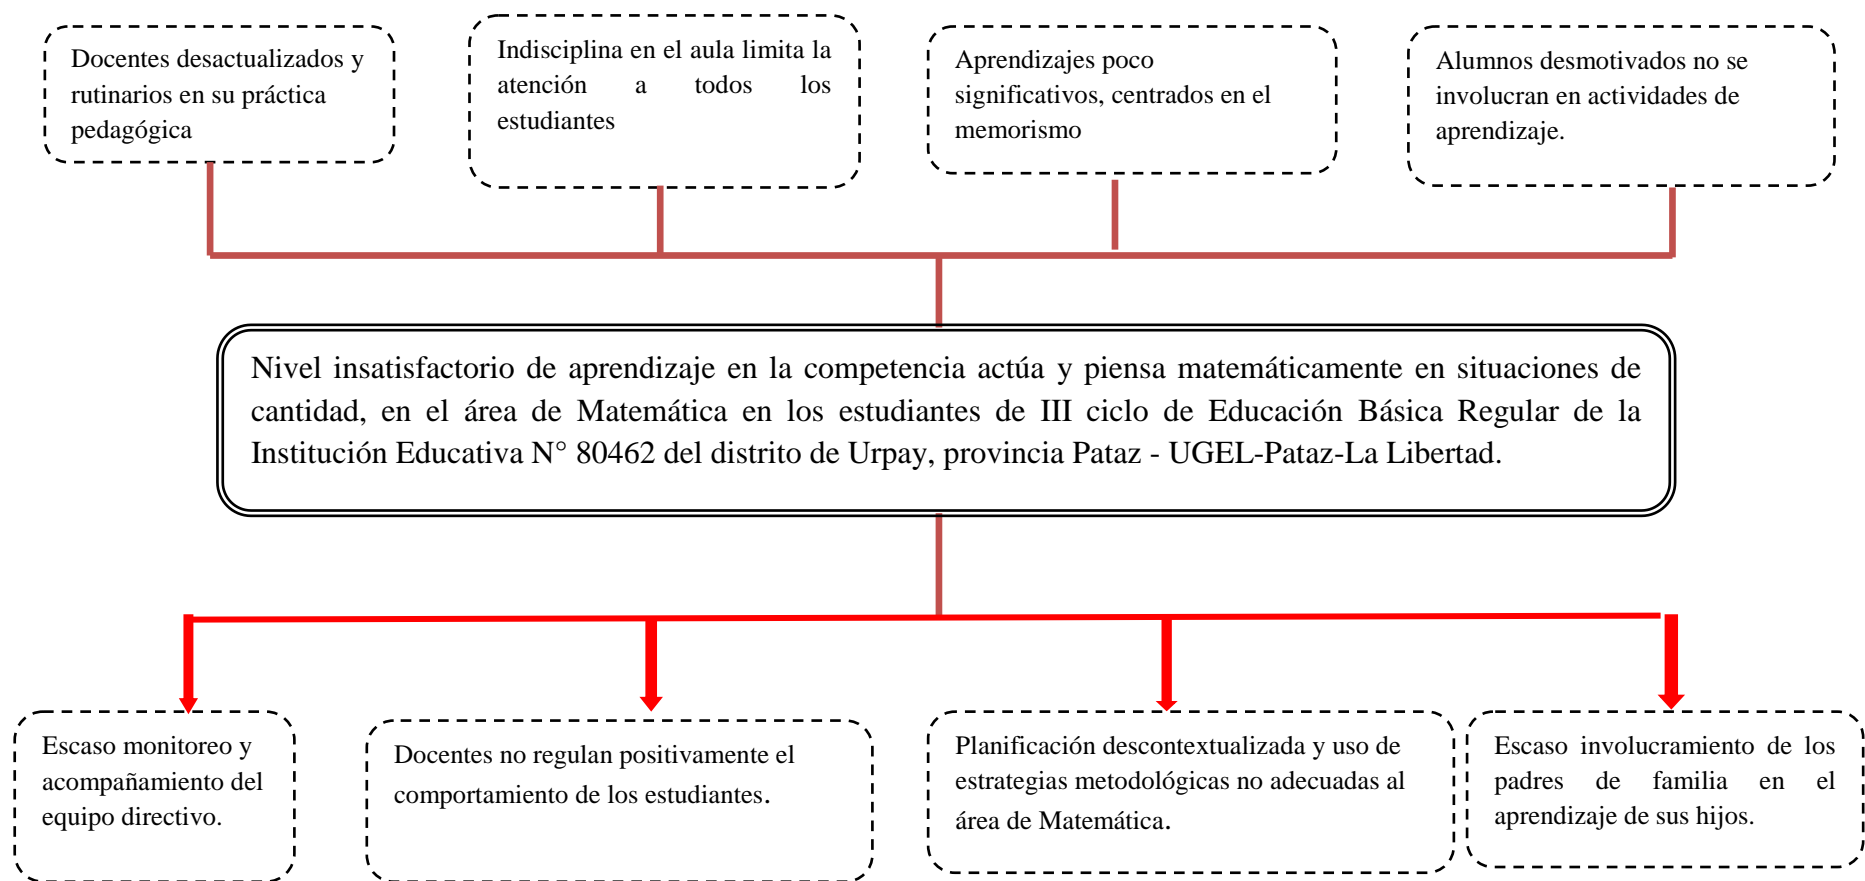 Docentes desactualizados y
rutinarios en su práctica
pedagógica
Indisciplina en el aula limita la
atención a todos los
estudiantes
Aprendizajes poco
significativos, centrados en el
memorismo
Alumnos desmotivados no se
involucran en actividades de
aprendizaje.
Nivel insatisfactorio de aprendizaje en la competencia actúa y piensa matemáticamente en situaciones de
cantidad, en el área de Matemática en los estudiantes de III ciclo de Educación Básica Regular de la
Institución Educativa N° 80462 del distrito de Urpay, provincia Pataz - UGEL-Pataz-La Libertad.
Escaso monitoreo y
acompañamiento del
equipo directivo.
Docentes no regulan positivamente el
comportamiento de los estudiantes.
Planificación descontextualizada y uso de
estrategias metodológicas no adecuadas al
área de Matemática.
Escaso involucramiento de los
padres de familia en el
aprendizaje de sus hijos.